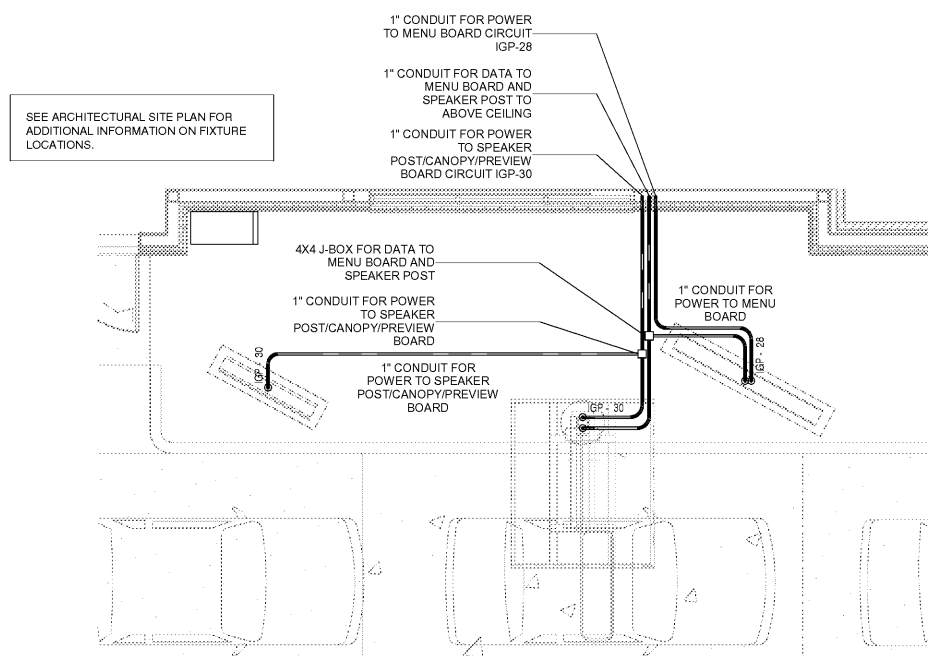 1" CONDUIT FOR POWER
TO MENU BOARD CIRCUIT
IGP-28
1" CONDUIT FOR DATA TO
MENU BOARD AND
SPEAKER POST TO
ABOVE CEILING
1" CONDUIT FOR POWER
TO SPEAKER
POST/CANOPY/PREVIEW
BOARD CIRCUIT IGP-30
SEE ARCHITECTURAL SITE PLAN FOR
ADDITIONAL INFORMATION ON FIXTURE
LOCATIONS.
4X4 J-BOX FOR DATA TO
MENU BOARD AND
SPEAKER POST
1" CONDUIT FOR POWER
TO SPEAKER
POST/CANOPY/PREVIEW
BOARD
1" CONDUIT FOR
POWER TO MENU
BOARD
IGP - 30
1" CONDUIT FOR
POWER TO SPEAKER
POST/CANOPY/PREVIEW
BOARD
IGP - 28
IGP - 30